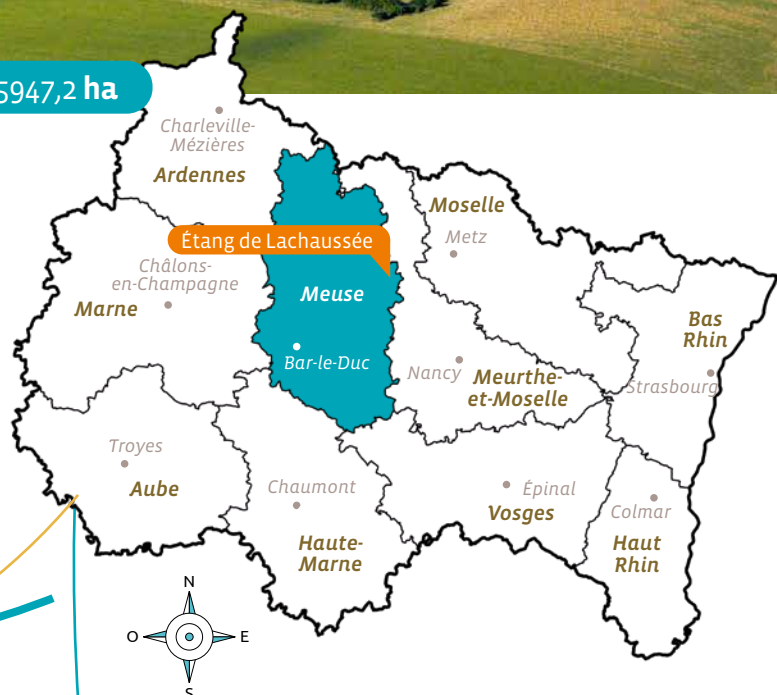 5947,2 ha
Charleville-
Mézières
Ardennes
Moselle
Metz
Étang de Lachaussée
Châlons-
en-Champagne
Marne
Meuse
Bar-le-Duc
Nancy
Meurthe-
et-Moselle
Bas
Rhin
Strasbourg
Troyes
Aube
Chaumont
Haute-
Marne
Épinal
Vosges
Colmar
Haut
Rhin
N
O
E
S